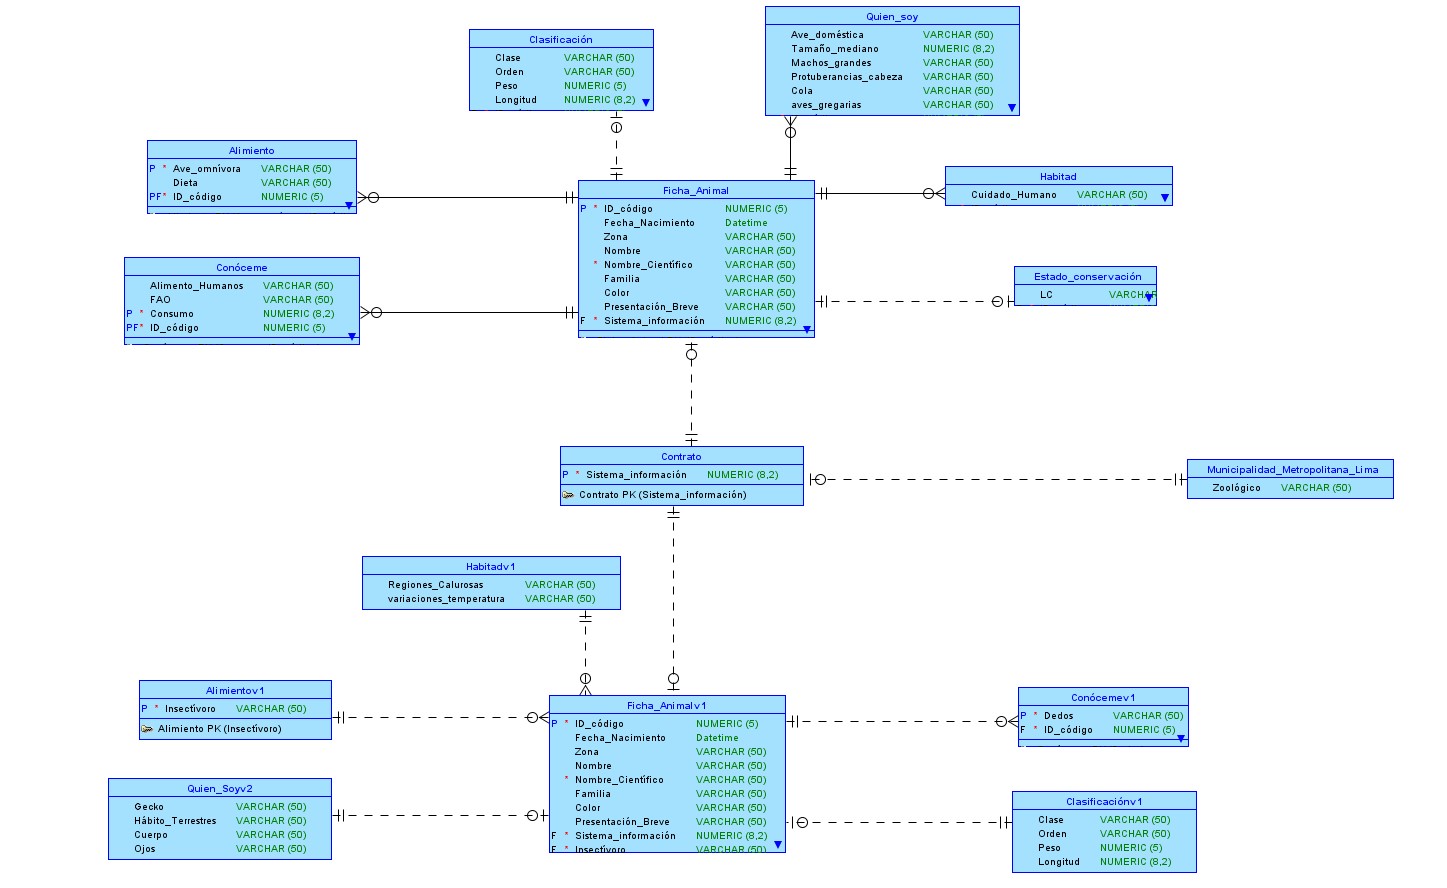 Clasificación
Clase VARCHAR (50)
Orden VARCHAR (50)
Peso NUMERIC (5)
Longitud NUMERIC (8,2)
Quien_soy
Ave_doméstica VARCHAR (50)
Tamaño_mediano NUMERIC (8,2)
Machos_grandes VARCHAR (50)
Protuberancias_cabeza VARCHAR (50)
Cola VARCHAR (50)
aves_gregarias VARCHAR (50)
Alimiento
P * Ave_omnívora VARCHAR (50)
Dieta VARCHAR (50)
PF* ID_código NUMERIC (5)
Ficha_Animal
P * ID_código NUMERIC (5)
Fecha_Nacimiento Datetime
Zona VARCHAR (50)
Nombre VARCHAR (50)
* Nombre_Científico VARCHAR (50)
Familia VARCHAR (50)
Color VARCHAR (50)
Presentación_Breve VARCHAR (50)
F * Sistema_información NUMERIC (8,2)
Habitad
Cuidado_Humano VARCHAR (50)
Conóceme
Alimento_Humanos VARCHAR (50)
FAO VARCHAR (50)
P * Consumo NUMERIC (8,2)
PF* ID_código NUMERIC (5)
Estado_conservación
LC VARCHAR
Contrato
P * Sistema_información NUMERIC (8,2)
Contrato PK (Sistema_información)
Municipalidad_Metropolitana_Lima
Zoológico VARCHAR (50)
Habitadv1
Regiones_Calurosas VARCHAR (50)
variaciones_temperatura VARCHAR (50)
Alimientov1
P * Insectívoro VARCHAR (50)
Alimiento PK (Insectívoro)
Ficha_Animalv1
P * ID_código NUMERIC (5)
Fecha_Nacimiento Datetime
Zona VARCHAR (50)
Nombre VARCHAR (50)
* Nombre_Científico VARCHAR (50)
Familia VARCHAR (50)
Color VARCHAR (50)
Presentación_Breve VARCHAR (50)
F * Sistema_información NUMERIC (8,2)
F * Insectívoro VARCHAR (50)
Conócemev1
P * Dedos VARCHAR (50)
F * ID_código NUMERIC (5)
Quien_Soyv2
Gecko VARCHAR (50)
Hábito_Terrestres VARCHAR (50)
Cuerpo VARCHAR (50)
Ojos VARCHAR (50)
Clasificaciónv1
Clase VARCHAR (50)
Orden VARCHAR (50)
Peso NUMERIC (5)
Longitud NUMERIC (8,2)